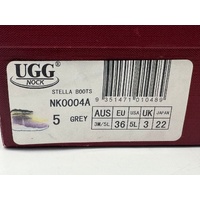 UGG
NOCK
STELLA BOOTS
NK0004A
5 GREY
9 351471 010489
AUS EU USA UK JAPAN
3M/5L 36 5L 3 22